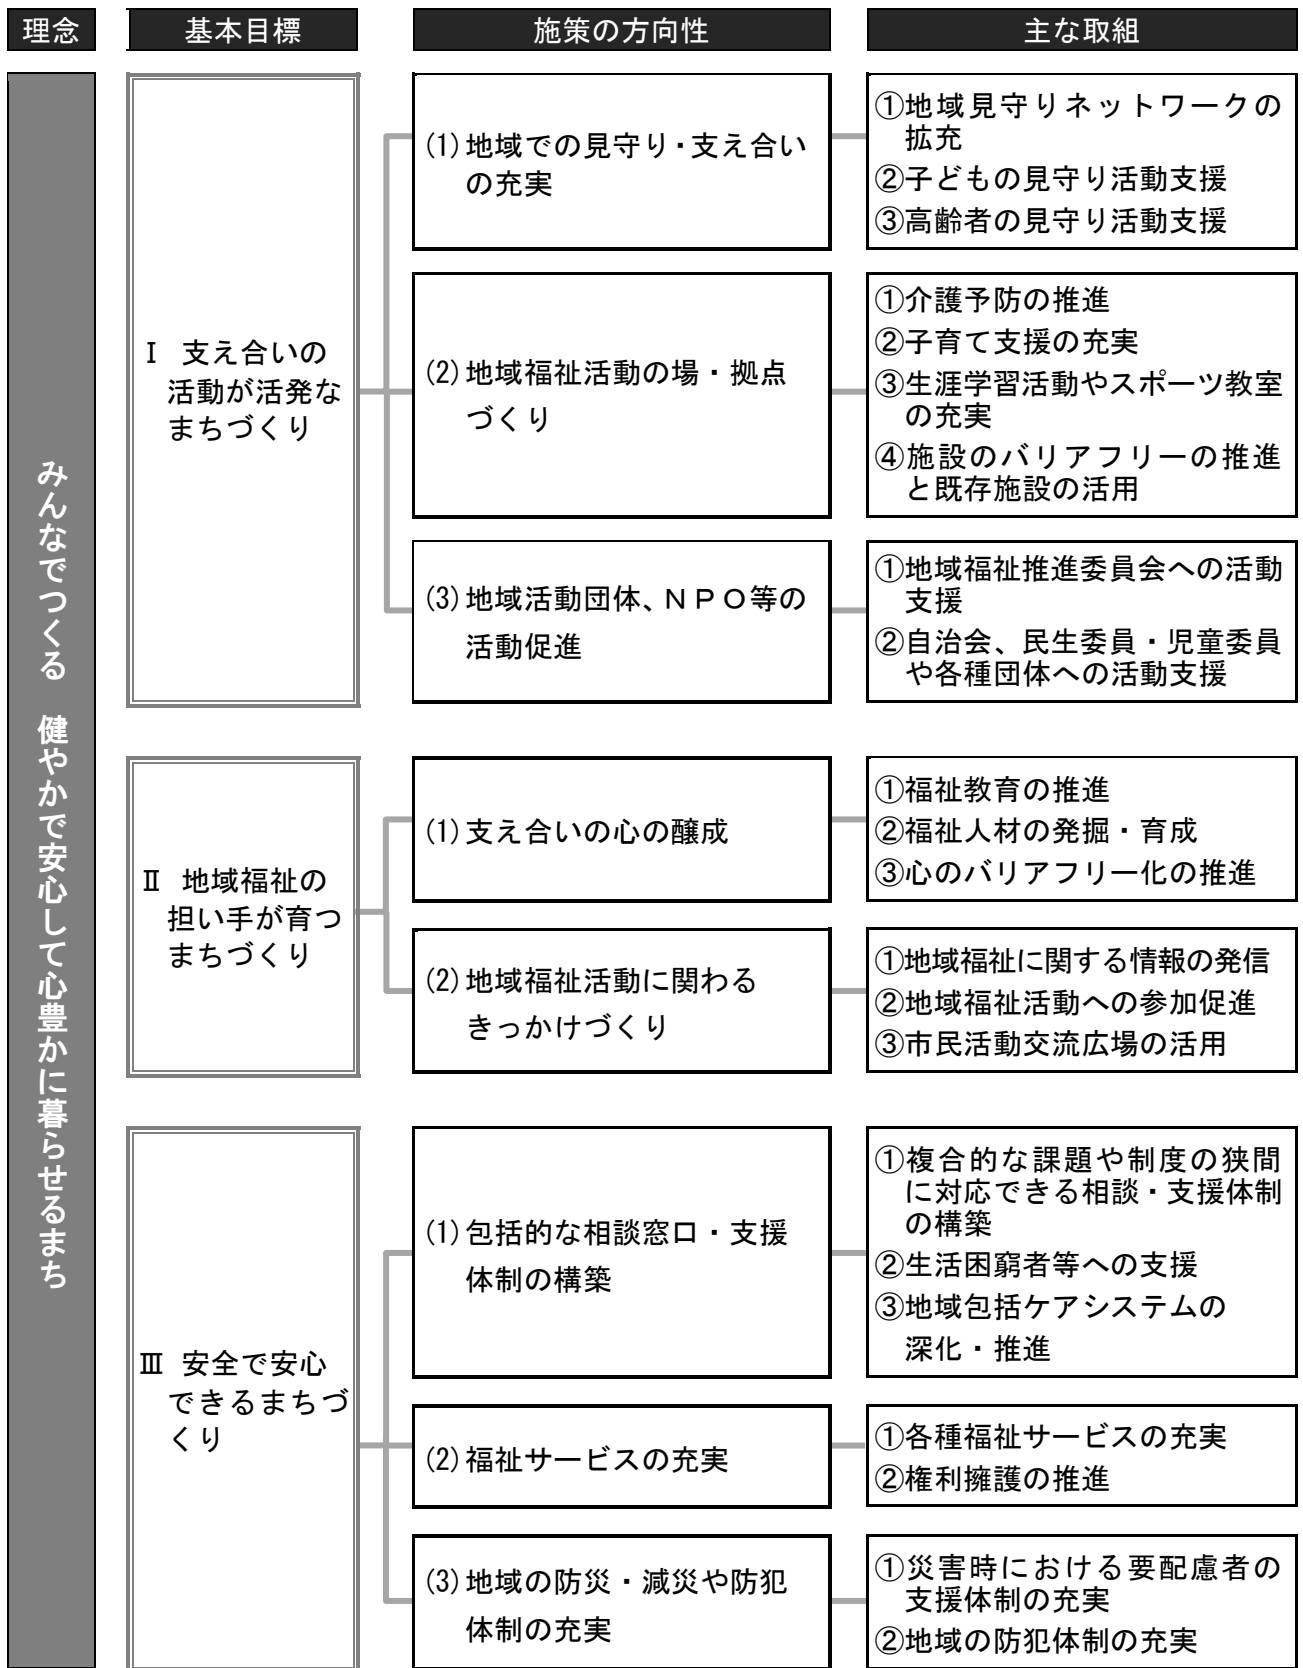 理念
基本目標
施策の方向性
主な取組
みんなでつくる　健やかで安心して心豊かに暮らせるまち
Ⅰ 支え合いの
活動が活発な
まちづくり
(1)地域での見守り・支え合い
の充実
①地域見守りネットワークの
拡充
②子どもの見守り活動支援
③高齢者の見守り活動支援
(2)地域福祉活動の場・拠点
づくり
①介護予防の推進
②子育て支援の充実
③生涯学習活動やスポーツ教室
の充実
④施設のバリアフリーの推進
と既存施設の活用
(3)地域活動団体、ＮＰＯ等の
活動促進
①地域福祉推進委員会への活動
支援
②自治会、民生委員・児童委員
や各種団体への活動支援
Ⅱ 地域福祉の
担い手が育つ
まちづくり
(1)支え合いの心の醸成
①福祉教育の推進
②福祉人材の発掘・育成
③心のバリアフリー化の推進
(2)地域福祉活動に関わる
きっかけづくり
①地域福祉に関する情報の発信
②地域福祉活動への参加促進
③市民活動交流広場の活用
Ⅲ 安全で安心
できるまちづ
くり
(1)包括的な相談窓口・支援
体制の構築
①複合的な課題や制度の狭間
に対応できる相談・支援体制
の構築
②生活困窮者等への支援
③地域包括ケアシステムの
深化・推進
(2)福祉サービスの充実
①各種福祉サービスの充実
②権利擁護の推進
(3)地域の防災・減災や防犯
体制の充実
①災害時における要配慮者の
支援体制の充実
②地域の防犯体制の充実